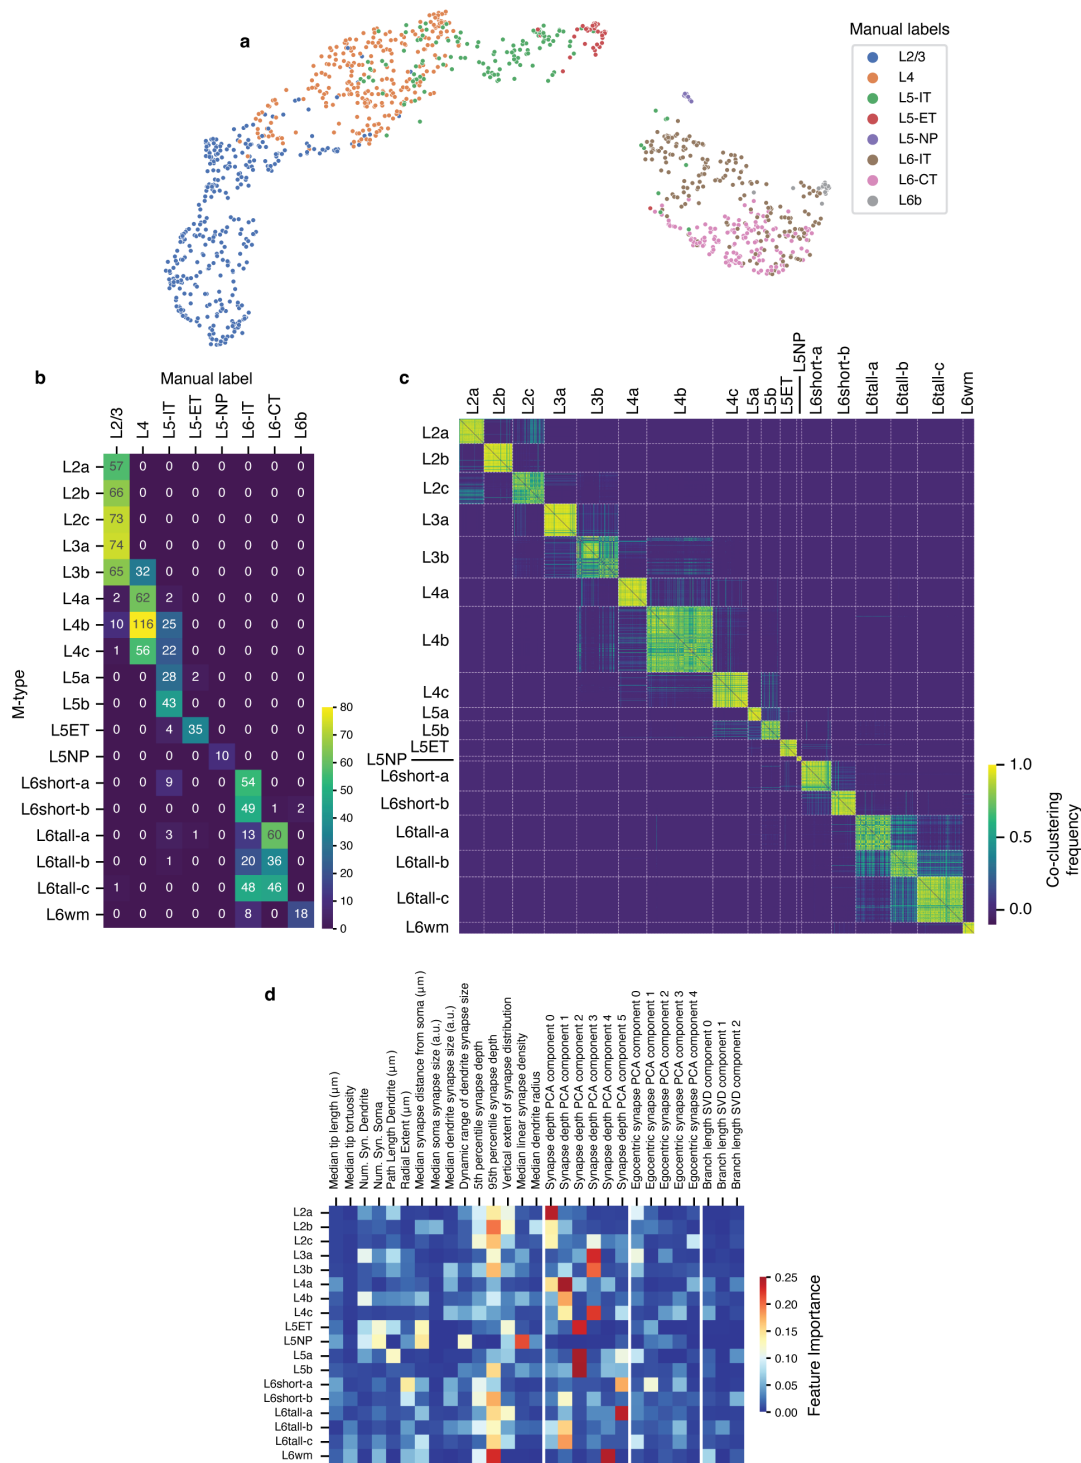 a
Manual labels
L2/3
L4
L5-IT
L5-ET
L5-NP
L6-IT
L6-CT
L6b
b
Manual label
L2/3 L4 L5-IT L5-ET L5-NP L6-IT L6-CT L6b
M-type
L2a 57 0 0 0 0 0 0 0
L2b 66 0 0 0 0 0 0 0
L2c 73 0 0 0 0 0 0 0
L3a 74 0 0 0 0 0 0 0
L3b 65 32 0 0 0 0 0 0
L4a 2 62 2 0 0 0 0 0
L4b 10 116 25 0 0 0 0 0
L4c 1 56 22 0 0 0 0 0
L5a 0 0 28 2 0 0 0 0
L5b 0 0 43 0 0 0 0 0
L5ET 0 0 4 35 0 0 0 0
L5NP 0 0 0 0 10 0 0 0
L6short-a 0 0 9 0 0 54 0 0
L6short-b 0 0 0 0 0 49 1 2
L6tall-a 0 0 3 1 0 13 60 0
L6tall-b 0 0 1 0 0 20 36 0
L6tall-c 1 0 0 0 0 48 46 0
L6wm 0 0 0 0 0 8 0 18
80
70
60
50
40
30
20
10
0
c
L2a L2b L2c L3a L3b L4a L4b L4c L5a L5b L5ET L5NP L6short-a L6short-b L6tall-a L6tall-b L6tall-c L6wm
L2a
L2b
L2c
L3a
L3b
L4a
L4b
L4c
L5a
L5b
L5ET
L5NP
L6short-a
L6short-b
L6tall-a
L6tall-b
L6tall-c
L6wm
1.0
0.5
0.0
Co-clustering
frequency
d
Median tip length (μm)
Median tip tortuosity
Num. Syn. Dendrite
Num. Syn. Soma
Path Length Dendrite (μm)
Radial Extent (μm)
Median synapse distance from soma (μm)
Median soma synapse size (a.u.)
Median dendrite synapse size (a.u.)
Dynamic range of dendrite synapse size
5th percentile synapse depth
95th percentile synapse depth
Vertical extent of synapse distribution
Median linear synapse density
Median dendrite radius
Synapse depth PCA component 0
Synapse depth PCA component 1
Synapse depth PCA component 2
Synapse depth PCA component 3
Synapse depth PCA component 4
Synapse depth PCA component 5
Egocentric synapse PCA component 0
Egocentric synapse PCA component 1
Egocentric synapse PCA component 2
Egocentric synapse PCA component 3
Egocentric synapse PCA component 4
Branch length SVD component 0
Branch length SVD component 1
Branch length SVD component 2
L2a
L2b
L2c
L3a
L3b
L4a
L4b
L4c
L5ET
L5NP
L5a
L5b
L6short-a
L6short-b
L6tall-a
L6tall-b
L6tall-c
L6wm
0.25
0.20
0.15
0.10
0.05
0.00
Feature Importance